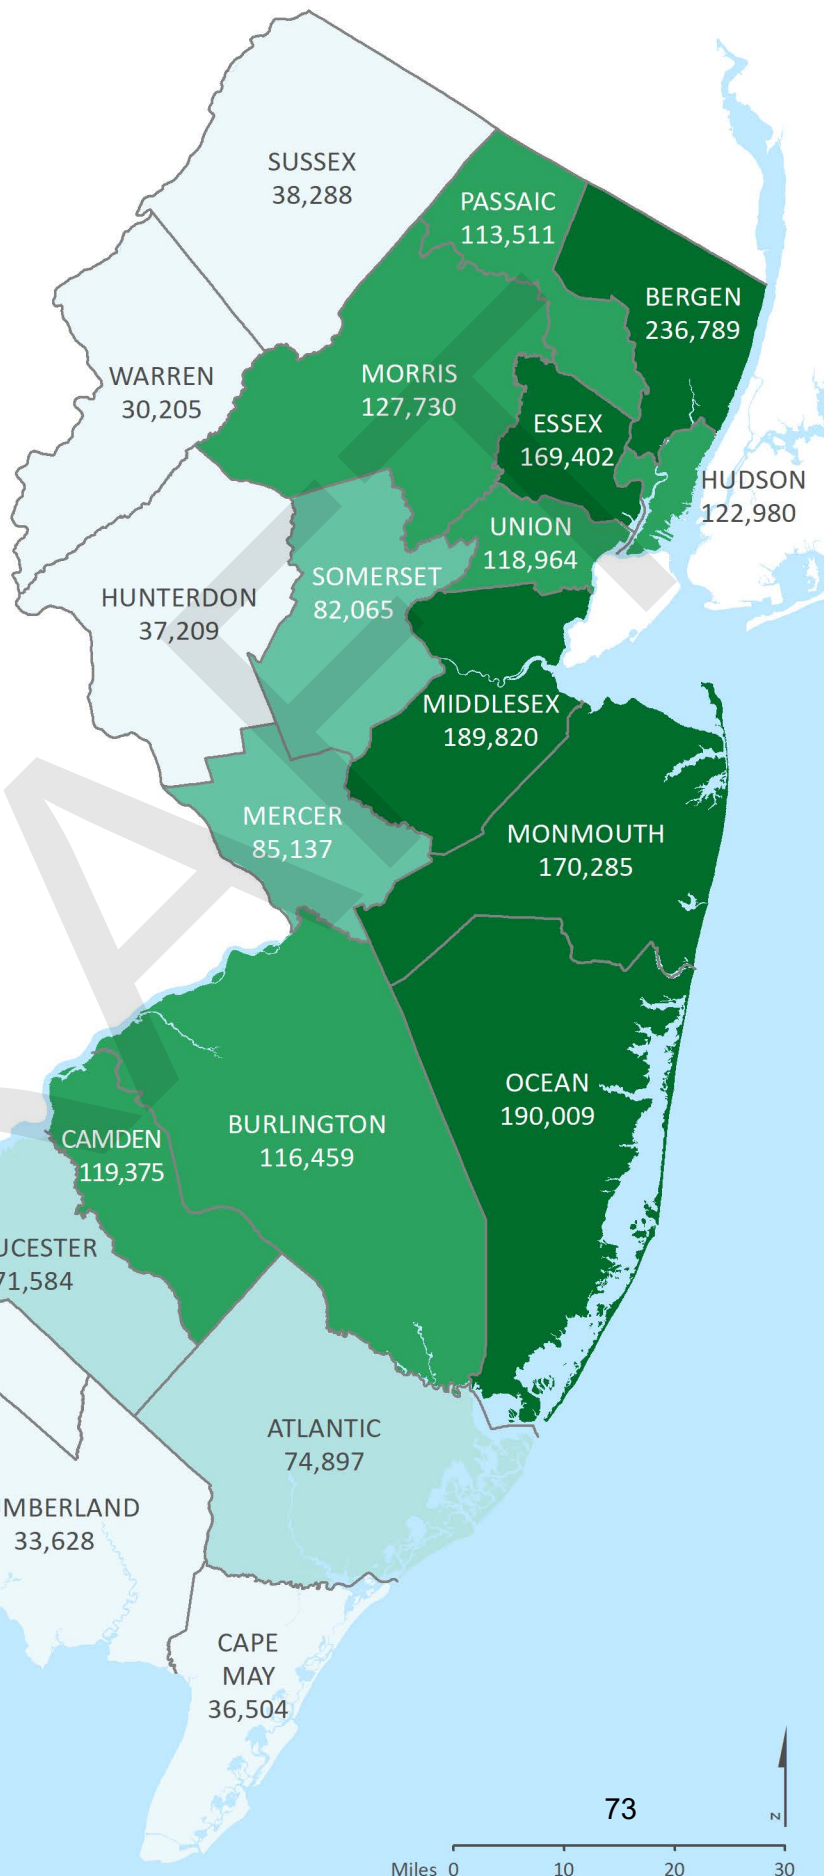 SUSSEX
38,288
PASSAIC
113,511
BERGEN
236,789
WARREN
30,205
MORRIS
127,730
ESSEX
169,402
HUDSON
122,980
UNION
118,964
SOMERSET
82,065
HUNTERDON
37,209
MIDDLESEX
189,820
MERCER
85,137
MONMOUTH
170,285
OCEAN
190,009
BURLINGTON
116,459
CAMDEN
119,375
UCESTER
71,584
ATLANTIC
74,897
MBERLAND
33,628
CAPE
MAY
36,504
73
N
Miles 0 10 20 30